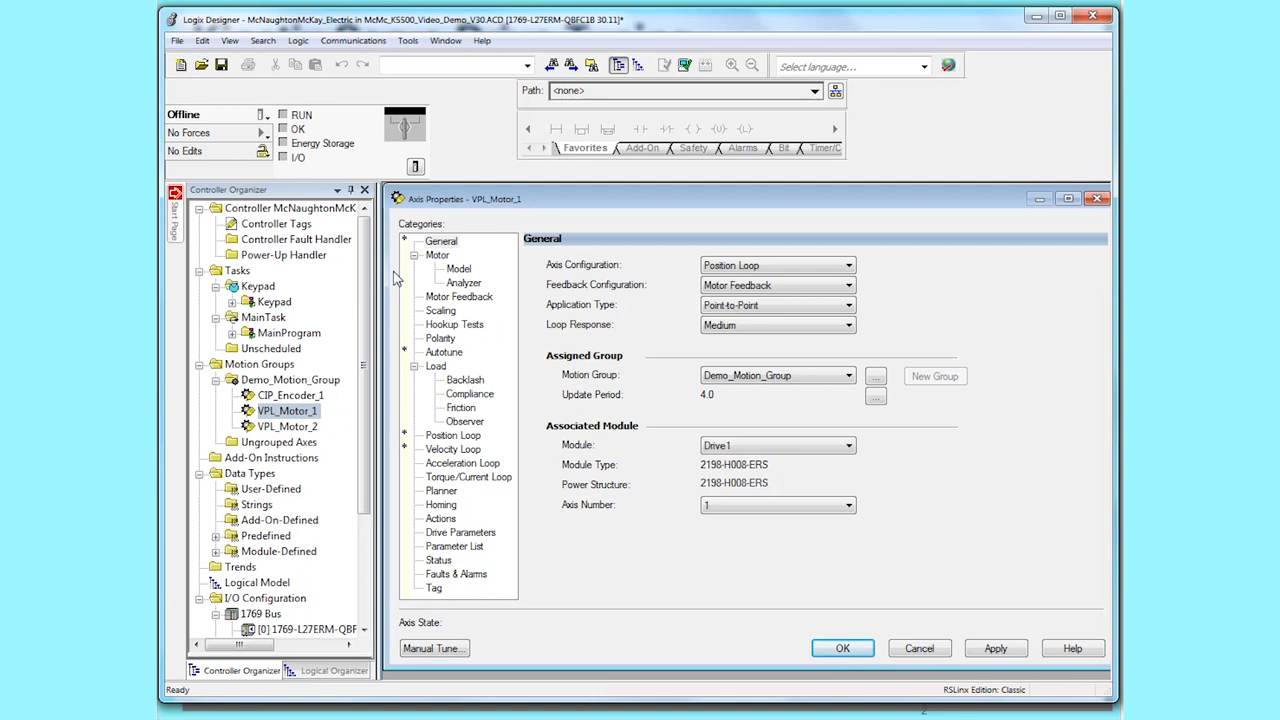 Logix Designer - McNaughtonMcKay_Electric in McMc_K5500_Video_Demo_V30.ACD [1769-L27ERM-QBFC1B 30.11]*
File Edit View Search Logic Communications Tools Window Help
Select language...
Path: <none>
Offline
RUN
No Forces
OK
Energy Storage
No Edits
I/O
Favorites Add-On Safety Alarms Bit Timer/C
Start Page
Controller Organizer
Controller McNaughtonMcK
Controller Tags
Controller Fault Handler
Power-Up Handler
Tasks
Keypad
Keypad
MainTask
MainProgram
Unscheduled
Motion Groups
Demo_Motion_Group
CIP_Encoder_1
VPL_Motor_1
VPL_Motor_2
Ungrouped Axes
Add-On Instructions
Data Types
User-Defined
Strings
Add-On-Defined
Predefined
Module-Defined
Trends
Logical Model
I/O Configuration
1769 Bus
[0] 1769-L27ERM-QBF
Controller Organizer Logical Organizer
Axis Properties - VPL_Motor_1
Categories:
General
Motor
Model
Analyzer
Motor Feedback
Scaling
Hookup Tests
Polarity
Autotune
Load
Backlash
Compliance
Friction
Observer
Position Loop
Velocity Loop
Acceleration Loop
Torque/Current Loop
Planner
Homing
Actions
Drive Parameters
Parameter List
Status
Faults & Alarms
Tag
General
Axis Configuration: Position Loop
Feedback Configuration: Motor Feedback
Application Type: Point-to-Point
Loop Response: Medium
Assigned Group
Motion Group: Demo_Motion_Group ... New Group
Update Period: 4.0 ...
Associated Module
Module: Drive1
Module Type: 2198-H008-ERS
Power Structure: 2198-H008-ERS
Axis Number: 1
Axis State:
Manual Tune... OK Cancel Apply Help
Ready RSLinx Edition: Classic
2